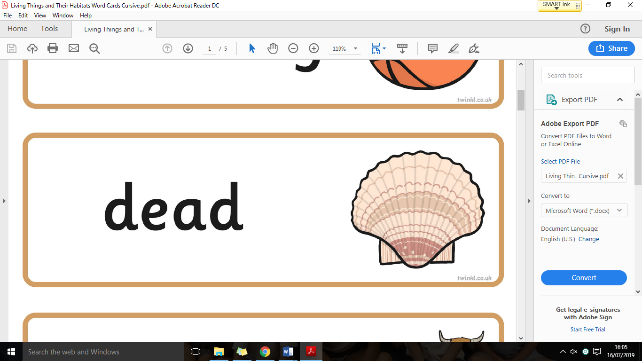 Living Things and Their Habitats Word Cards Cursive.pdf - Adobe Acrobat Reader DC
SMART Ink
File Edit View Window Help
Home Tools Living Things and T... ×
? Sign In
1 / 5
119%
Share
Search tools
twinkl.co.uk
Export PDF
Adobe Export PDF
Convert PDF Files to Word
or Excel Online
Select PDF File
Living Thin...Cursive.pdf ×
dead
Convert to
Microsoft Word (*.docx)
Document Language:
English (U.S.) Change
twinkl.co.uk
Convert
Get legal e-signatures
with Adobe Sign
Start Free Trial
Search the web and Windows
16:05
16/07/2019